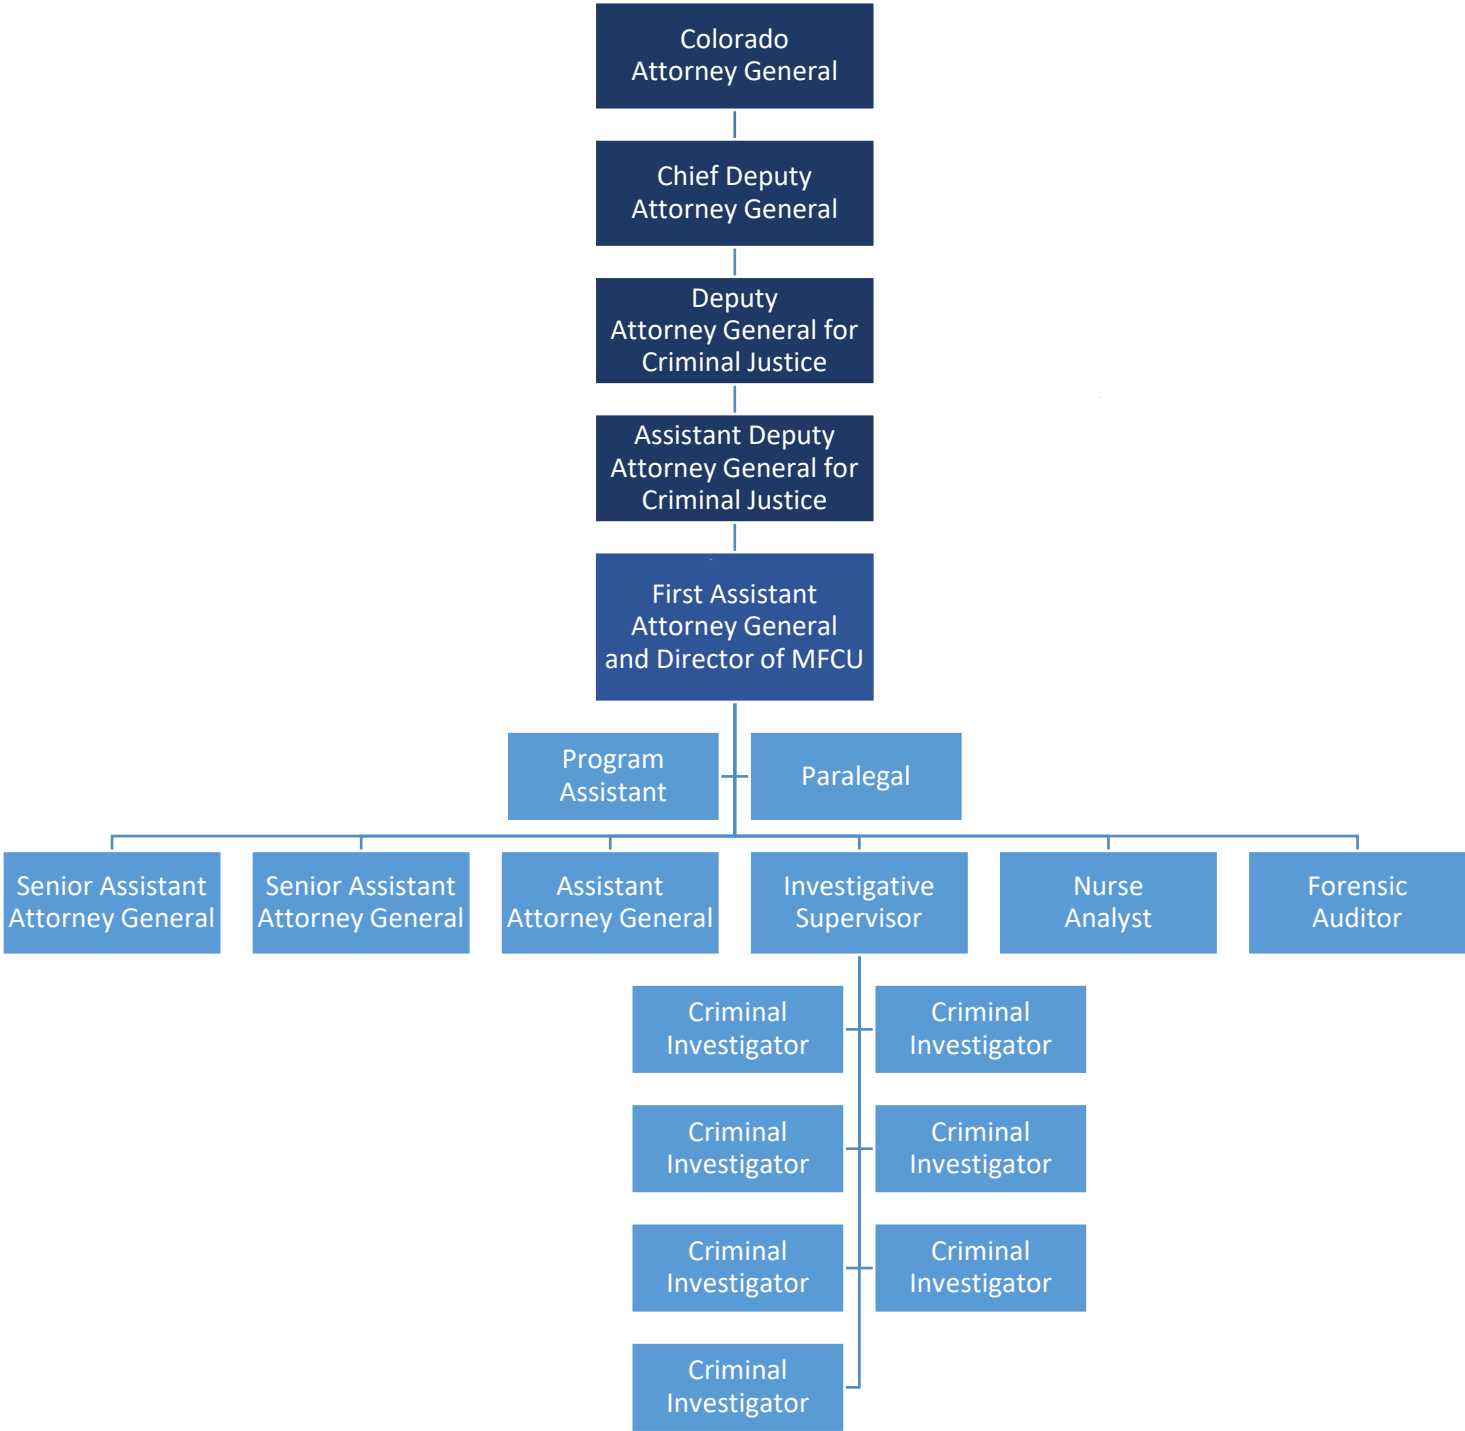 Colorado
Attorney General
Chief Deputy
Attorney General
Deputy
Attorney General for
Criminal Justice
Assistant Deputy
Attorney General for
Criminal Justice
First Assistant
Attorney General
and Director of MFCU
Program
Assistant
Paralegal
Senior Assistant
Attorney General
Senior Assistant
Attorney General
Assistant
Attorney General
Investigative
Supervisor
Nurse
Analyst
Forensic
Auditor
Criminal
Investigator
Criminal
Investigator
Criminal
Investigator
Criminal
Investigator
Criminal
Investigator
Criminal
Investigator
Criminal
Investigator